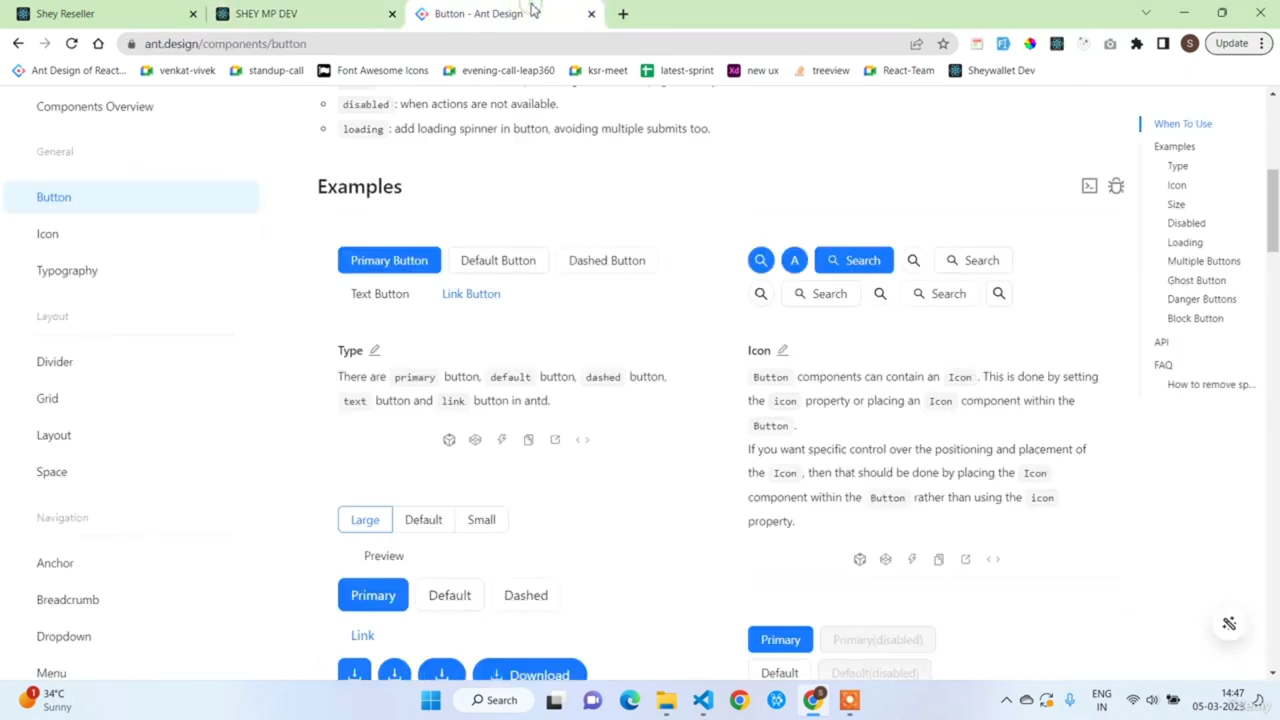 Shey Reseller
SHEY MP DEV
Button - Ant Design
ant.design/components/button
Update
S
Ant Design of React...
venkat-vivek
standup-call
Font Awesome Icons
evening-call-leap360
ksr-meet
latest-sprint
new ux
treeview
React-Team
Sheywallet Dev
Components Overview
General
Button
Icon
Typography
Layout
Divider
Grid
Layout
Space
Navigation
Anchor
Breadcrumb
Dropdown
Menu
disabled : when actions are not available.
loading : add loading spinner in button, avoiding multiple submits too.
Examples
Primary Button
Default Button
Dashed Button
Text Button
Link Button
Type
There are primary button, default button, dashed button,
text button and link button in antd.
Large
Default
Small
Preview
Primary
Default
Dashed
Link
Download
A
Search
Search
Search
Search
Icon
Button components can contain an Icon. This is done by setting
the icon property or placing an Icon component within the
Button.
If you want specific control over the positioning and placement of
the Icon, then that should be done by placing the Icon
component within the Button rather than using the icon
property.
Primary
Primary(disabled)
Default
Default(disabled)
When To Use
Examples
Type
Icon
Size
Disabled
Loading
Multiple Buttons
Ghost Button
Danger Buttons
Block Button
API
FAQ
How to remove sp...
1
34°C
Sunny
Search
ENG
IN
14:47